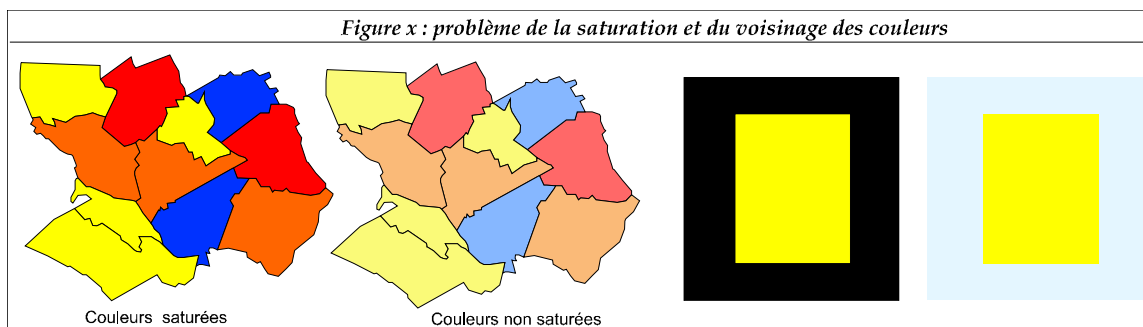 Figure x : problème de la saturation et du voisinage des couleurs
Couleurs saturées
Couleurs non saturées